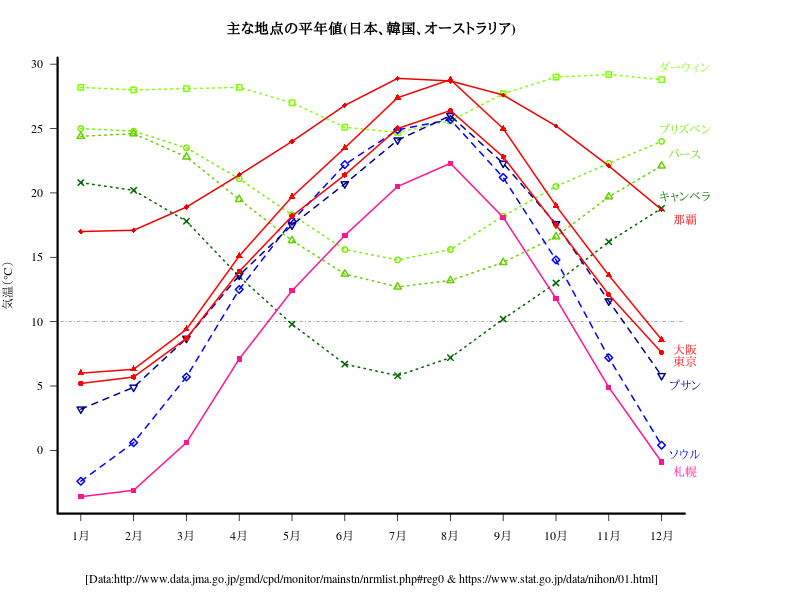 主な地点の平年値(日本、韓国、オーストラリア)
気温(℃)
30
25
20
15
10
5
0
ダーウィン
ブリズベン
パース
キャンベラ
那覇
大阪
東京
プサン
ソウル
札幌
1月 2月 3月 4月 5月 6月 7月 8月 9月 10月 11月 12月
[Data:http://www.data.jma.go.jp/gmd/cpd/monitor/mainstn/nrmlist.php#reg0 & https://www.stat.go.jp/data/nihon/01.html]